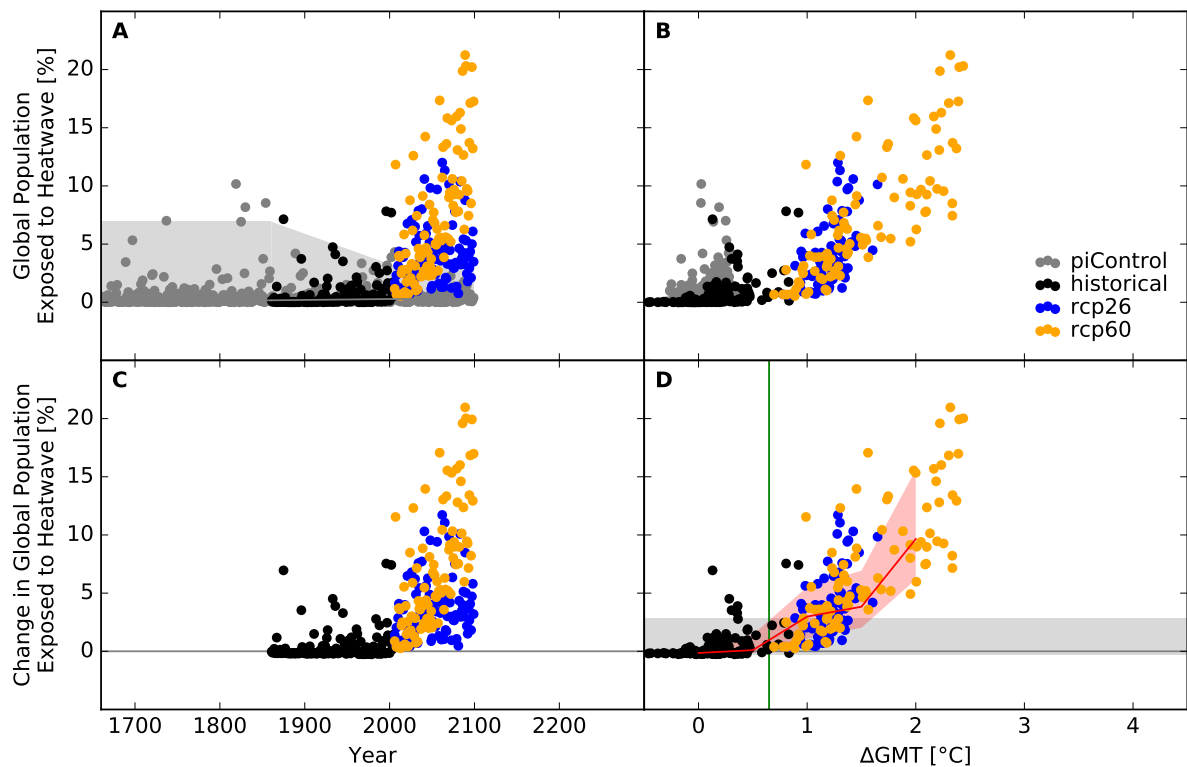 A
B
Global Population
Exposed to Heatwave [%]
20
15
10
5
0
piControl
historical
rcp26
rcp60
C
D
Change in Global Population
Exposed to Heatwave [%]
20
15
10
5
0
1700 1800 1900 2000 2100 2200
0 1 2 3 4
Year
ΔGMT [°C]